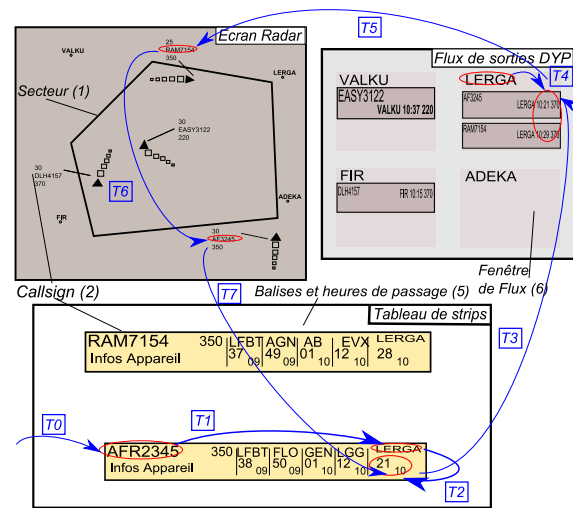 T5
Ecran Radar
25
RAM7154
350
VALKU
LERGA
Secteur (1)
30
EASY3122
220
30
DLH4157
370
T6
ADEKA
FIR
30
AF3245
350
Flux de sorties DYP
T4
VALKU
EASY3122
VALKU 10:37 220
LERGA
AF3245
LERGA 10:21 370
RAM7154
LERGA 10:29 370
FIR
DLH4157
FIR 10:15 370
ADEKA
Fenêtre
de Flux (6)
Callsign (2)
T7
Balises et heures de passage (5)
Tableau de strips
T3
RAM7154 350 LFBT AGN AB EVX LERGA
Infos Appareil 37 09 49 09 01 10 12 10 28 10
T0
T1
AFR2345 350 LFBT FLO GEN LGG LERGA
Infos Appareil 38 09 50 09 01 10 12 10 21 10
T2